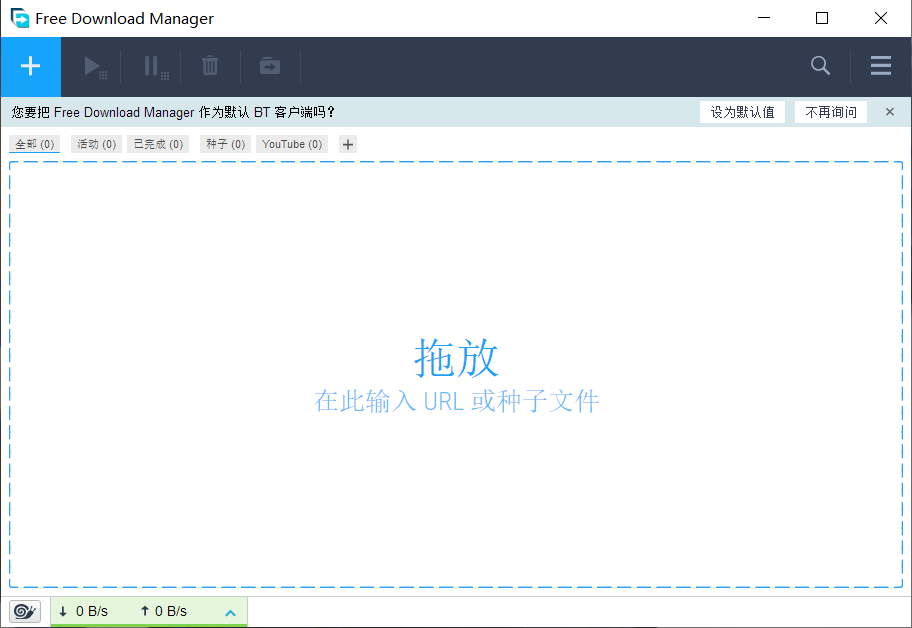 Free Download Manager
您要把 Free Download Manager 作为默认 BT 客户端吗?
设为默认值
不再询问
全部 (0) 活动 (0) 已完成 (0) 种子 (0) YouTube (0)
拖放
在此输入 URL 或种子文件
0 B/s 0 B/s